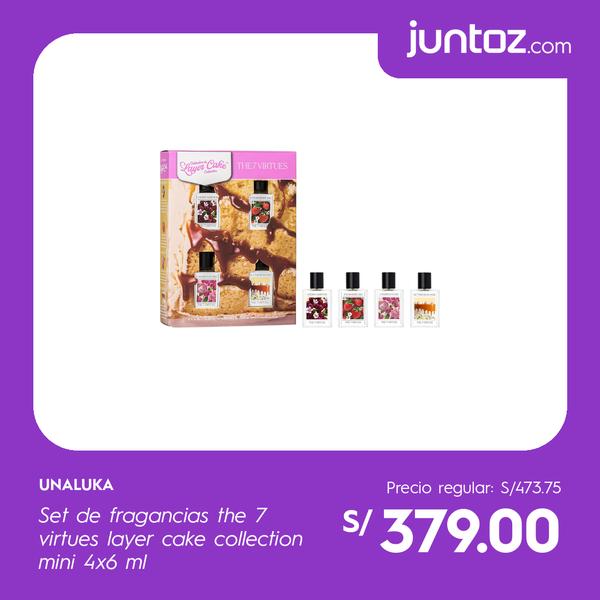 juntoz.com
Layer Cake
THE 7 VIRTUES
UNALUKA
Set de fragancias the 7
virtues layer cake collection
mini 4x6 ml
Precio regular: S/473.75
S/ 379.00